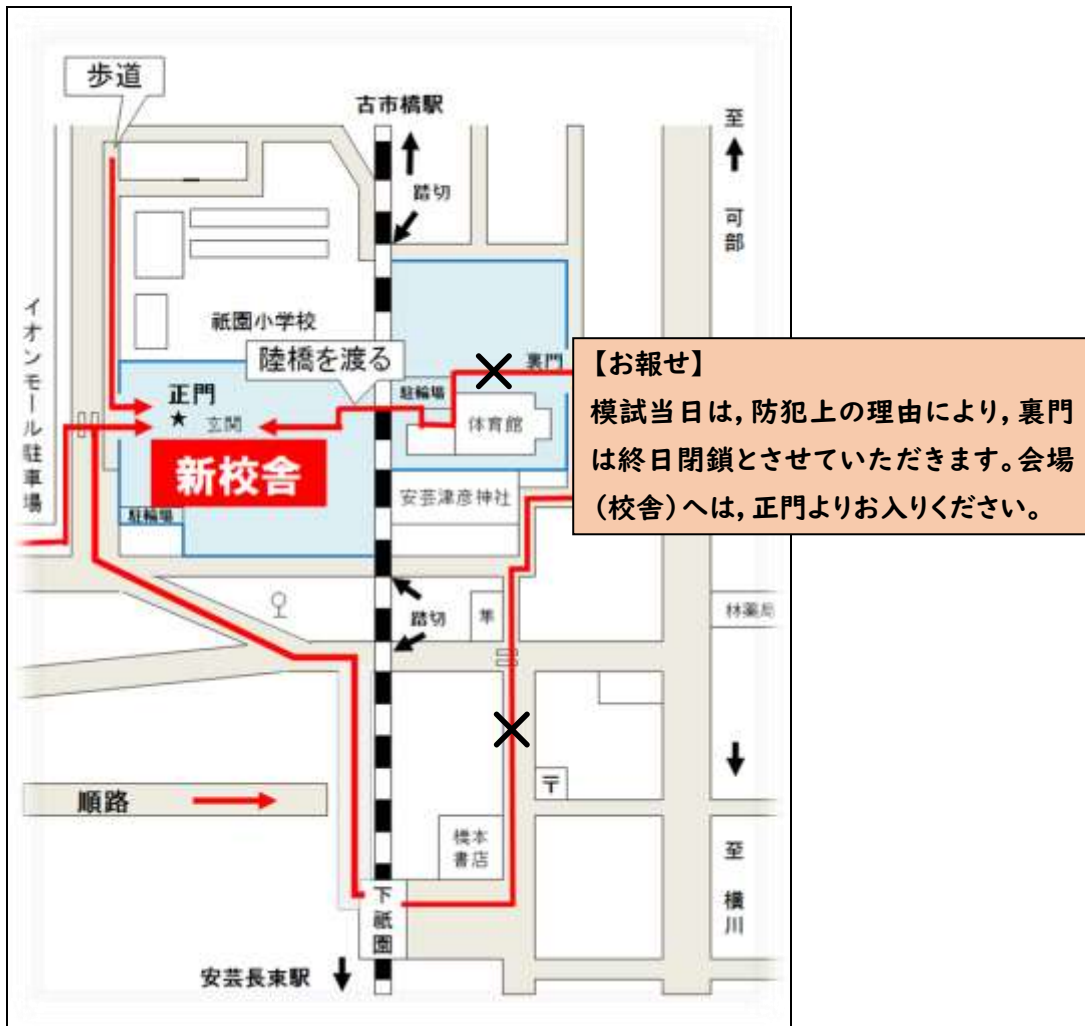 歩道
古市橋駅
至
可部
踏切
イオンモール駐車場
祇園小学校
陸橋を渡る
裏門
正門
駐輪場
★ 玄関
体育館
新校舎
駐輪場
安芸津彦神社
【お報せ】
模試当日は,防犯上の理由により,裏門
は終日閉鎖とさせていただきます。会場
(校舎)へは,正門よりお入りください。
踏切
隼
林薬局
〒
順路
橋本
書店
至
横川
下祇園
安芸長束駅